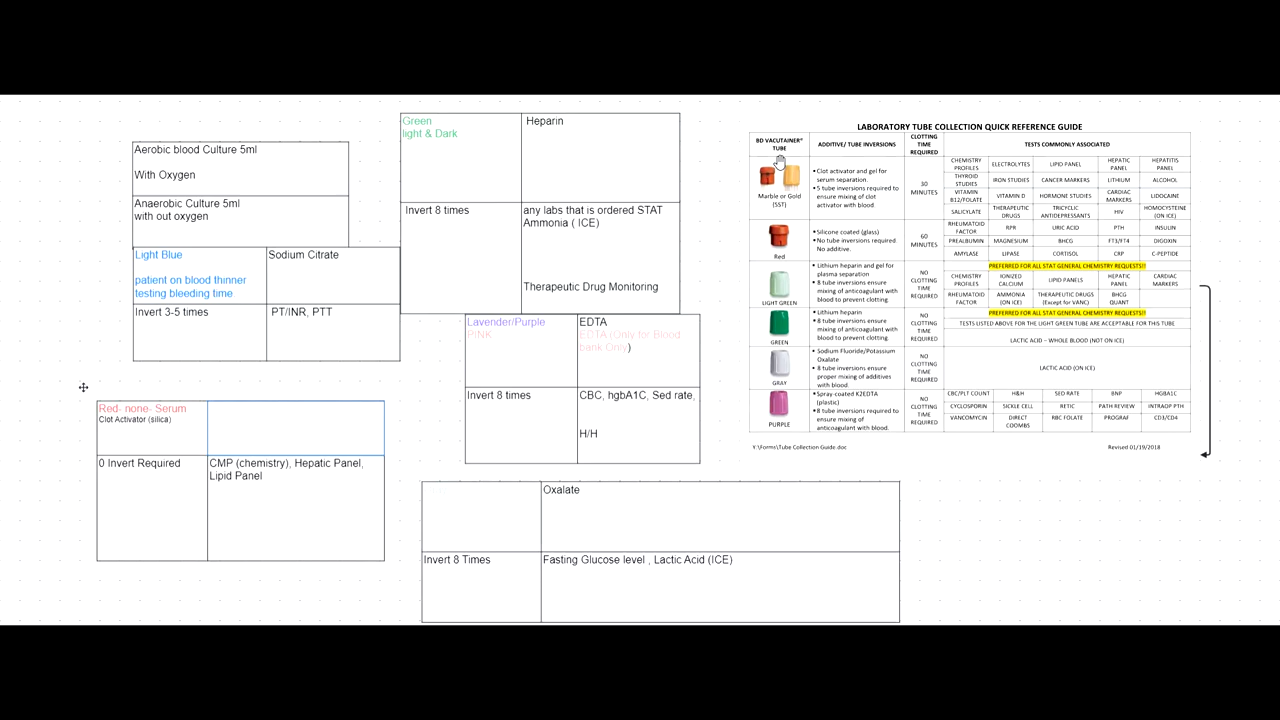 Aerobic blood Culture 5ml
With Oxygen
Anaerobic blood Culture 5ml
with out oxygen
Light Blue
patient on blood thinner
testing bleeding time
Sodium Citrate
Invert 3-5 times
PT/INR, PTT
Red- none- Serum
Clot Activator (silica)
0 Invert Required
CMP (chemistry), Hepatic Panel,
Lipid Panel
Green
light & Dark
Heparin
Invert 8 times
any labs that is ordered STAT
Ammonia ( ICE)
Therapeutic Drug Monitoring
Lavender/Purple
PiNK
EDTA
EDTA (Only for Blood
bank Only)
Invert 8 times
CBC, hgbA1C, Sed rate,
H/H
Oxalate
Invert 8 Times
Fasting Glucose level , Lactic Acid (ICE)
LABORATORY TUBE COLLECTION QUICK REFERENCE GUIDE
BD VACUTAINER®
TUBE
ADDITIVE/ TUBE INVERSIONS
CLOTTING
TIME
REQUIRED
TESTS COMMONLY ASSOCIATED
Marble or Gold
(SST)
• Clot activator and gel for
serum separation.
• 5 tube inversions required to
ensure mixing of clot
activator with blood
30
MINUTES
CHEMISTRY
PROFILES
ELECTROLYTES
LIPID PANEL
HEPATIC
PANEL
HEPATITIS
PANEL
THYROID
STUDIES
IRON STUDIES
CANCER MARKERS
LITHIUM
ALCOHOL
VITAMIN
B12/FOLATE
VITAMIN D
HORMONE STUDIES
CARDIAC
MARKERS
LIDOCAINE
SALICYLATE
THERAPEUTIC
DRUGS
TRICYCLIC
ANTIDEPRESSANTS
HIV
HOMOCYSTEINE
(ON ICE)
Red
• Silicone coated (glass)
• No tube inversions required.
No additive.
60
MINUTES
RHEUMATOID
FACTOR
RPR
URIC ACID
PTH
INSULIN
PREALBUMIN
MAGNESIUM
BHCG
FT3/FT4
DIGOXIN
AMYLASE
LIPASE
CORTISOL
CRP
C-PEPTIDE
LIGHT GREEN
• Lithium heparin and gel for
plasma separation
• 8 tube inversions ensure
mixing of anticoagulant with
blood to prevent clotting
NO
CLOTTING
TIME
REQUIRED
PREFERRED FOR ALL STAT GENERAL CHEMISTRY REQUESTS!!
CHEMISTRY
PROFILES
IONIZED
CALCIUM
LIPID PANELS
HEPATIC
PANEL
CARDIAC
MARKERS
RHEUMATOID
FACTOR
AMMONIA
(ON ICE)
THERAPEUTIC DRUGS
(Except for VANC)
BHCG
QUANT
GREEN
• Lithium heparin
• 8 tube inversions ensure
mixing of anticoagulant with
blood to prevent clotting.
NO
CLOTTING
TIME
REQUIRED
PREFERRED FOR ALL STAT GENERAL CHEMISTRY REQUESTS!!
TESTS LISTED ABOVE FOR THE LIGHT GREEN TUBE ARE ACCEPTABLE FOR THIS TUBE
LACTIC ACID – WHOLE BLOOD (NOT ON ICE)
GRAY
• Sodium Fluoride/Potassium
Oxalate
• 8 tube inversions ensure
proper mixing of additives
with blood.
NO
CLOTTING
TIME
REQUIRED
LACTIC ACID (ON ICE)
PURPLE
• Spray-coated K2EDTA
(plastic)
• 8 tube inversions required to
ensure mixing of
anticoagulant with blood.
NO
CLOTTING
TIME
REQUIRED
CBC/PLT COUNT
H&H
SED RATE
BNP
HGBA1C
CYCLOSPORIN
SICKLE CELL
RETIC
PATH REVIEW
INTRAOP PTH
VANCOMYCIN
DIRECT
COOMBS
RBC FOLATE
PROGRAF
CD3/CD4
Y:\Forms\Tube Collection Guide.doc
Revised 01/19/2018